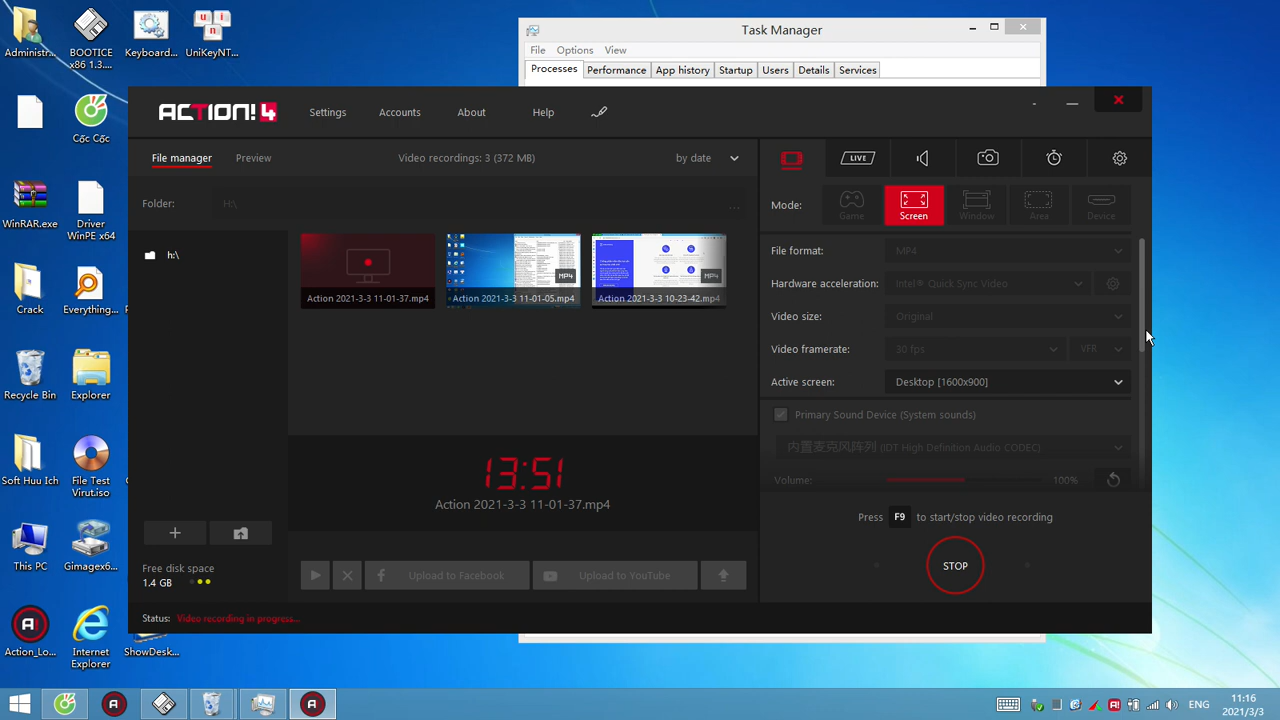 Administr...
BOOTICE
x86 1.3....
Keyboard...
UniKeyNT...
Cốc Cốc
WinRAR.exe
Driver
WinPE x64
Crack
Everything...
Recycle Bin
Explorer
Soft Huu Ich
File Test
Virut.iso
This PC
Gimagex6...
Action_Lo...
Internet
Explorer
ShowDesk...
Task Manager
File
Options
View
Processes
Performance
App history
Startup
Users
Details
Services
ACTION! 4
Settings
Accounts
About
Help
File manager
Preview
Video recordings: 3 (372 MB)
by date
Folder:
H:\
...
h:\
Action 2021-3-3 11-01-37.mp4
MP4
Action 2021-3-3 11-01-05.mp4
MP4
Action 2021-3-3 10-23-42.mp4
13:51
Action 2021-3-3 11-01-37.mp4
Free disk space
1.4 GB
Upload to Facebook
Upload to YouTube
Status:
Video recording in progress...
LIVE
Mode:
Game
Screen
Window
Area
Device
File format:
MP4
Hardware acceleration:
Intel® Quick Sync Video
Video size:
Original
Video framerate:
30 fps
VFR
Active screen:
Desktop [1600x900]
Primary Sound Device (System sounds)
内置麦克风阵列 (IDT High Definition Audio CODEC)
Volume:
100%
Press F9 to start/stop video recording
STOP
ENG
11:16
2021/3/3